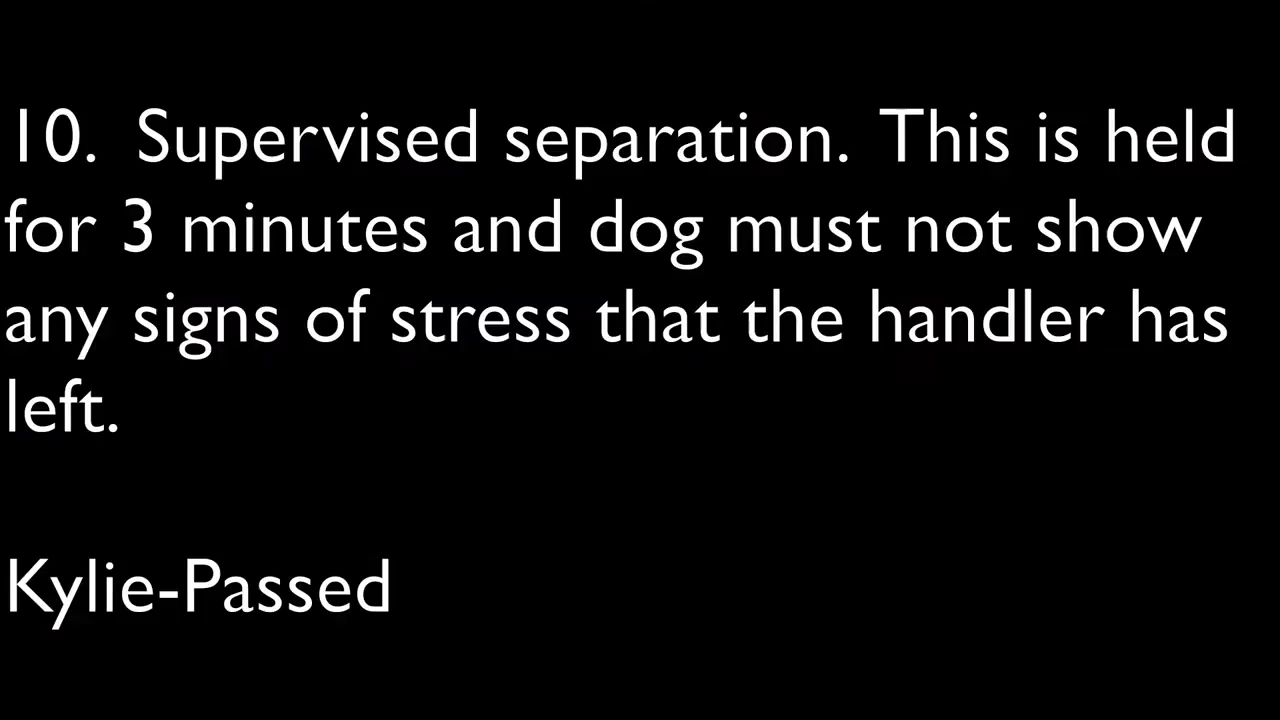 10.  Supervised separation.  This is held
for 3 minutes and dog must not show
any signs of stress that the handler has
left.
Kylie-Passed